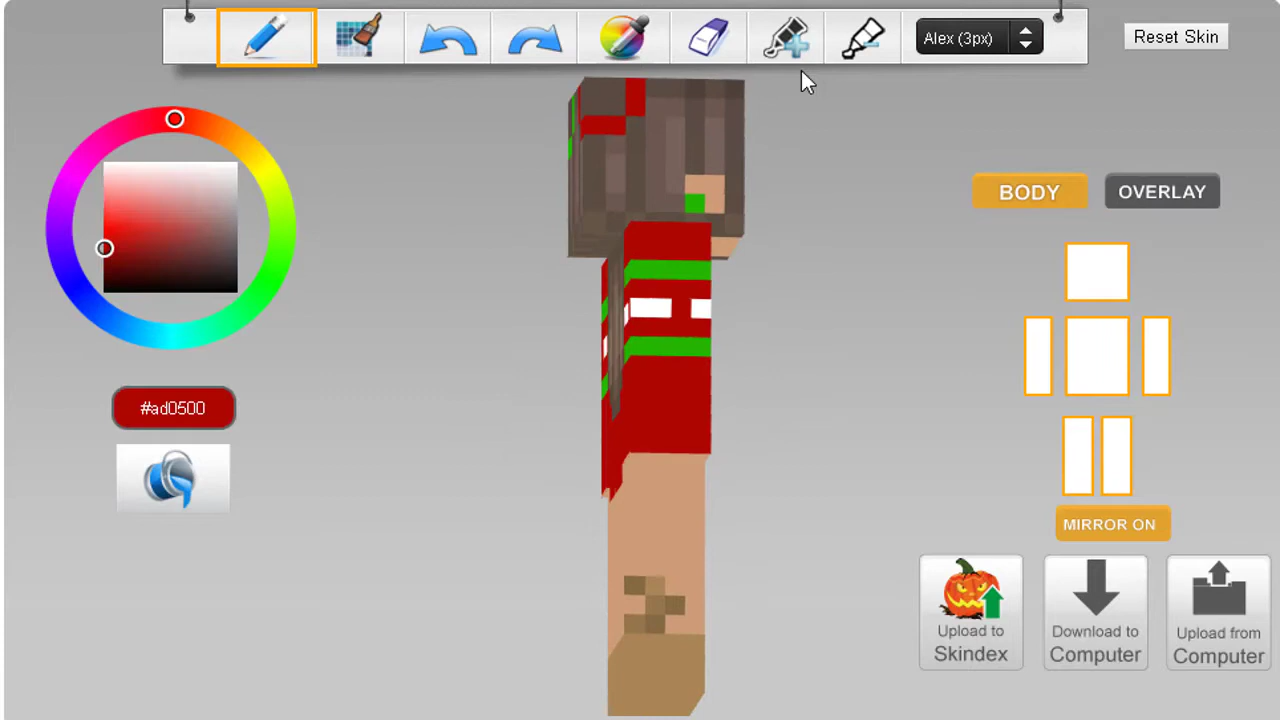 Alex (3px)
Reset Skin
BODY
OVERLAY
#ad0500
MIRROR ON
Upload to
Skindex
Download to
Computer
Upload from
Computer